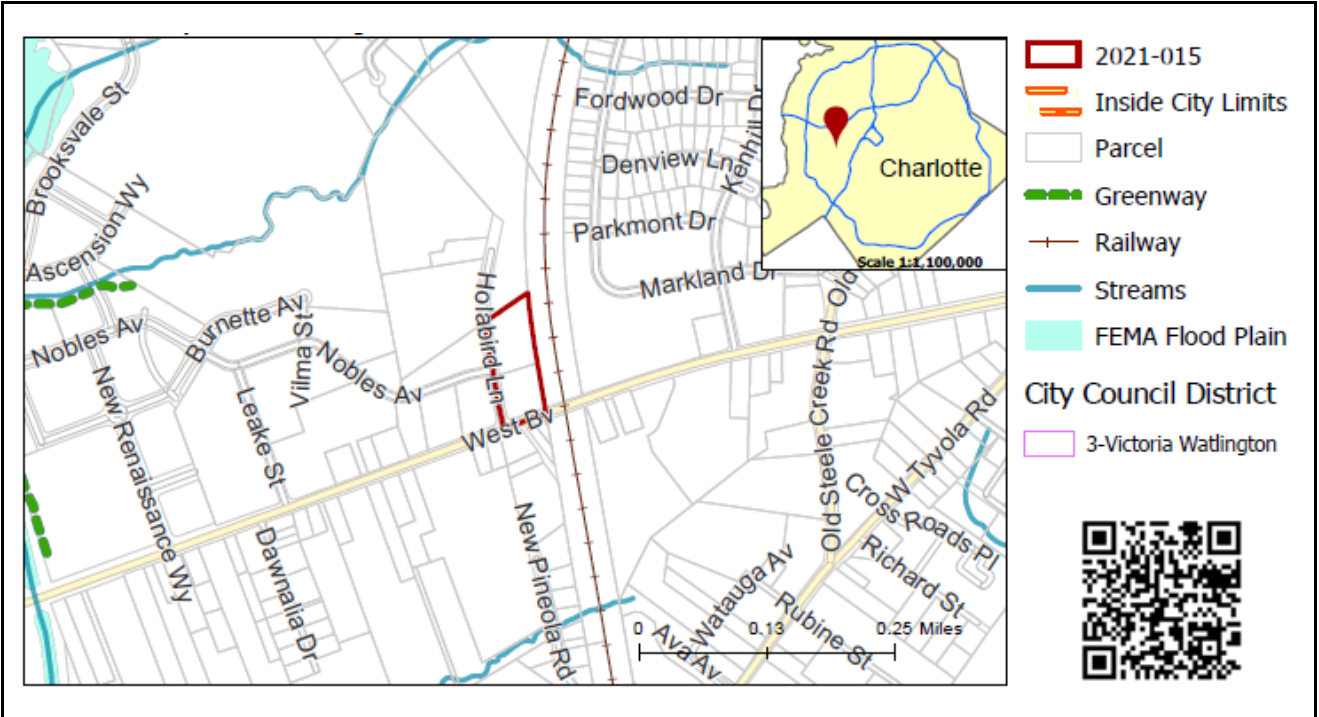 Fordwood Dr
Denview Ln
Kenhill Dr
Parkmont Dr
Markland Dr
Brooksvale St
Ascension Wy
Nobles Av
Burnette Av
Vilma St
Nobles Av
Holabird Ln
New Renaissance Wy
Leake St
West Bv
Dawnalia Dr
New Pineola Rd
Old
Old Steele Creek Rd
W Tyvola Rd
Cross Roads Pl
Richard St
Rubine St
Watauga Av
Ava Av
0 0.13 0.25 Miles
Charlotte
Scale 1:1,100,000
2021-015
Inside City Limits
Parcel
Greenway
Railway
Streams
FEMA Flood Plain
City Council District
3-Victoria Watlington